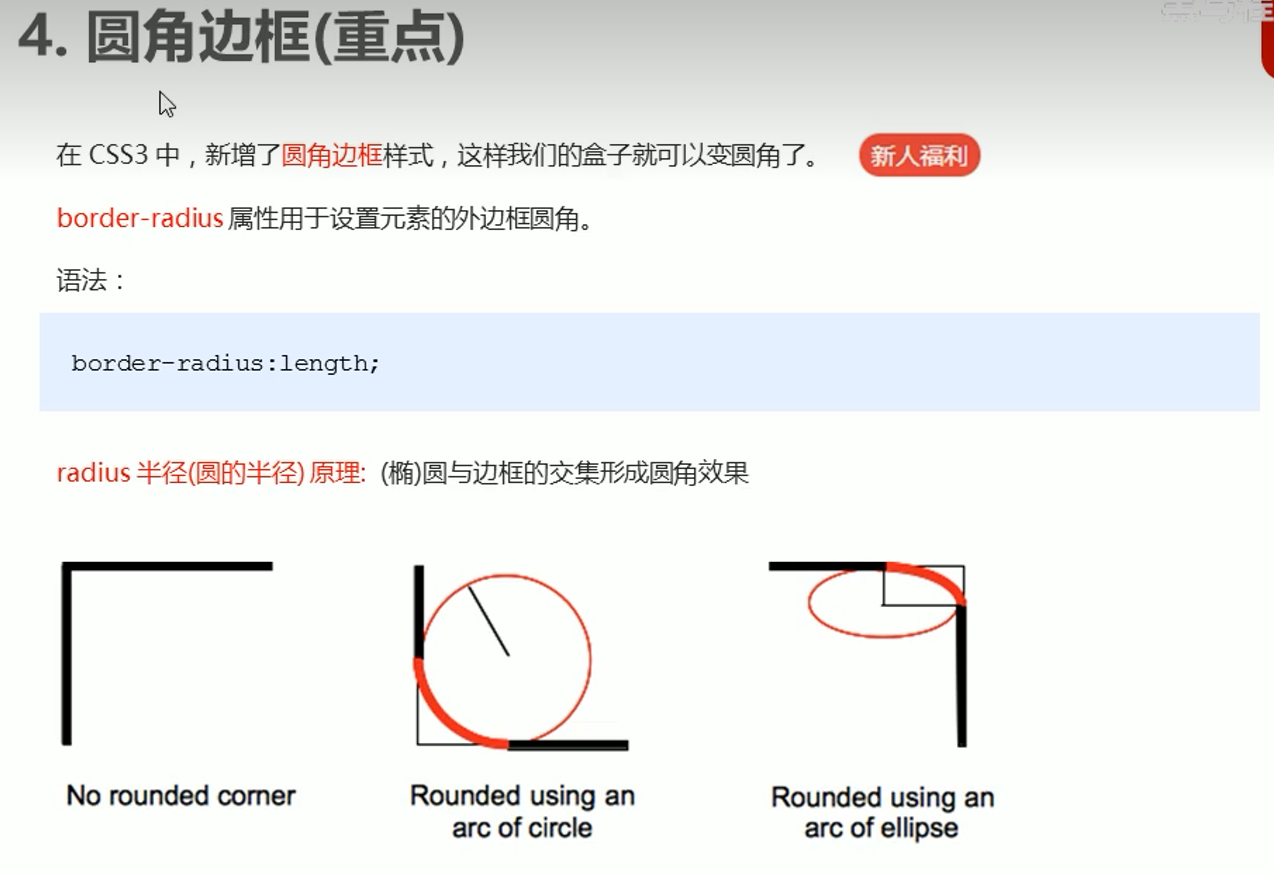 4. 圆角边框(重点)
在 CSS3 中，新增了圆角边框样式，这样我们的盒子就可以变圆角了。 新人福利
border-radius 属性用于设置元素的外边框圆角。
语法：
border-radius:length;
radius 半径(圆的半径) 原理: (椭)圆与边框的交集形成圆角效果
No rounded corner
Rounded using an
arc of circle
Rounded using an
arc of ellipse